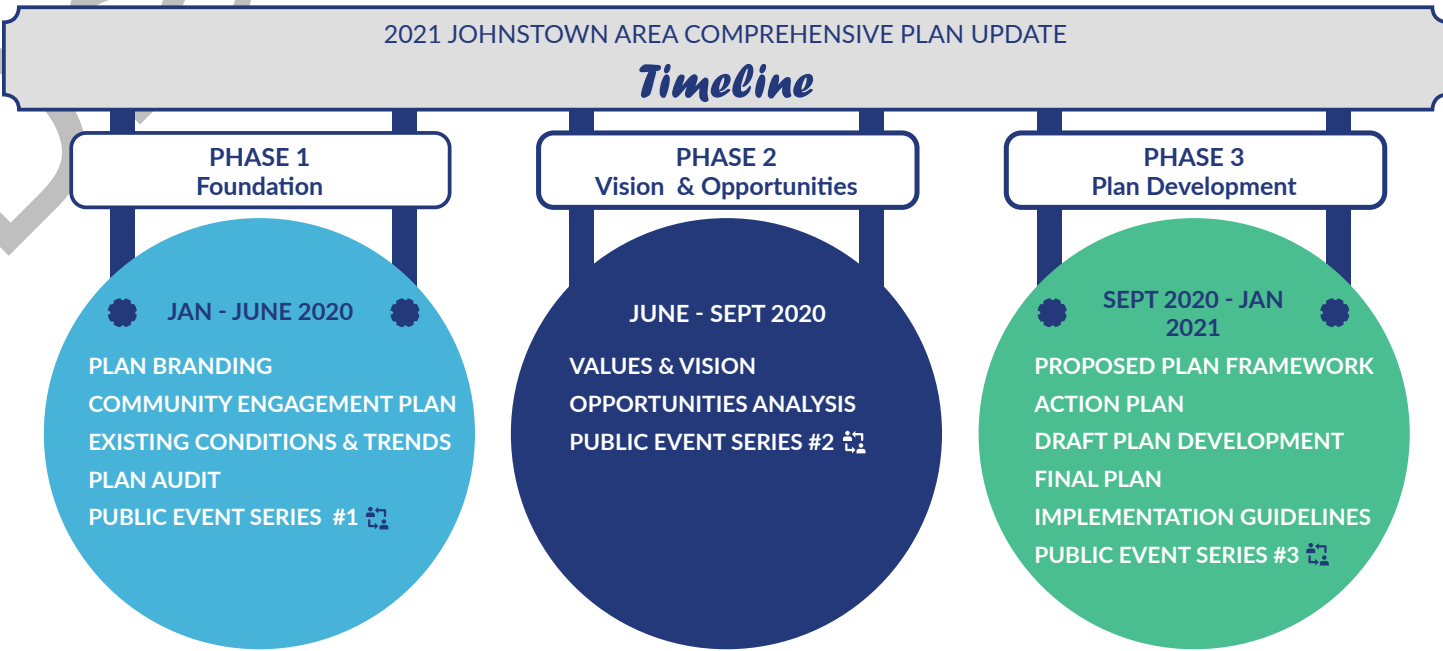 2021 JOHNSTOWN AREA COMPREHENSIVE PLAN UPDATE
Timeline
PHASE 1
Foundation
JAN - JUNE 2020
PLAN BRANDING
COMMUNITY ENGAGEMENT PLAN
EXISTING CONDITIONS & TRENDS
PLAN AUDIT
PUBLIC EVENT SERIES #1
PHASE 2
Vision & Opportunities
JUNE - SEPT 2020
VALUES & VISION
OPPORTUNITIES ANALYSIS
PUBLIC EVENT SERIES #2
PHASE 3
Plan Development
SEPT 2020 - JAN
2021
PROPOSED PLAN FRAMEWORK
ACTION PLAN
DRAFT PLAN DEVELOPMENT
FINAL PLAN
IMPLEMENTATION GUIDELINES
PUBLIC EVENT SERIES #3